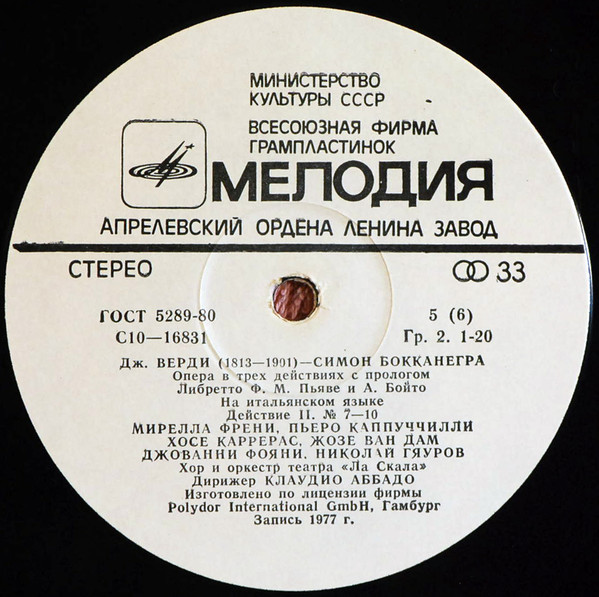 МИНИСТЕРСТВО
КУЛЬТУРЫ СССР
ВСЕСОЮЗНАЯ ФИРМА
ГРАМПЛАСТИНОК
МЕЛОДИЯ
АПРЕЛЕВСКИЙ ОРДЕНА ЛЕНИНА ЗАВОД
СТЕРЕО 33
ГОСТ 5289-80 5 (6)
С10—16831 Гр. 2. 1-20
Дж. ВЕРДИ (1813—1901)—СИМОН БОККАНЕГРА
Опера в трех действиях с прологом
Либретто Ф. М. Пьяве и А. Бойто
На итальянском языке
Действие II. № 7—10
МИРЕЛЛА ФРЕНИ, ПЬЕРО КАППУЧЧИЛЛИ
ХОСЕ КАРРЕРАС, ЖОЗЕ ВАН ДАМ
ДЖОВАННИ ФОЯНИ, НИКОЛАЙ ГЯУРОВ
Хор и оркестр театра «Ла Скала»
Дирижер КЛАУДИО АББАДО
Изготовлено по лицензии фирмы
Polydor International GmbH, Гамбург
Запись 1977 г.